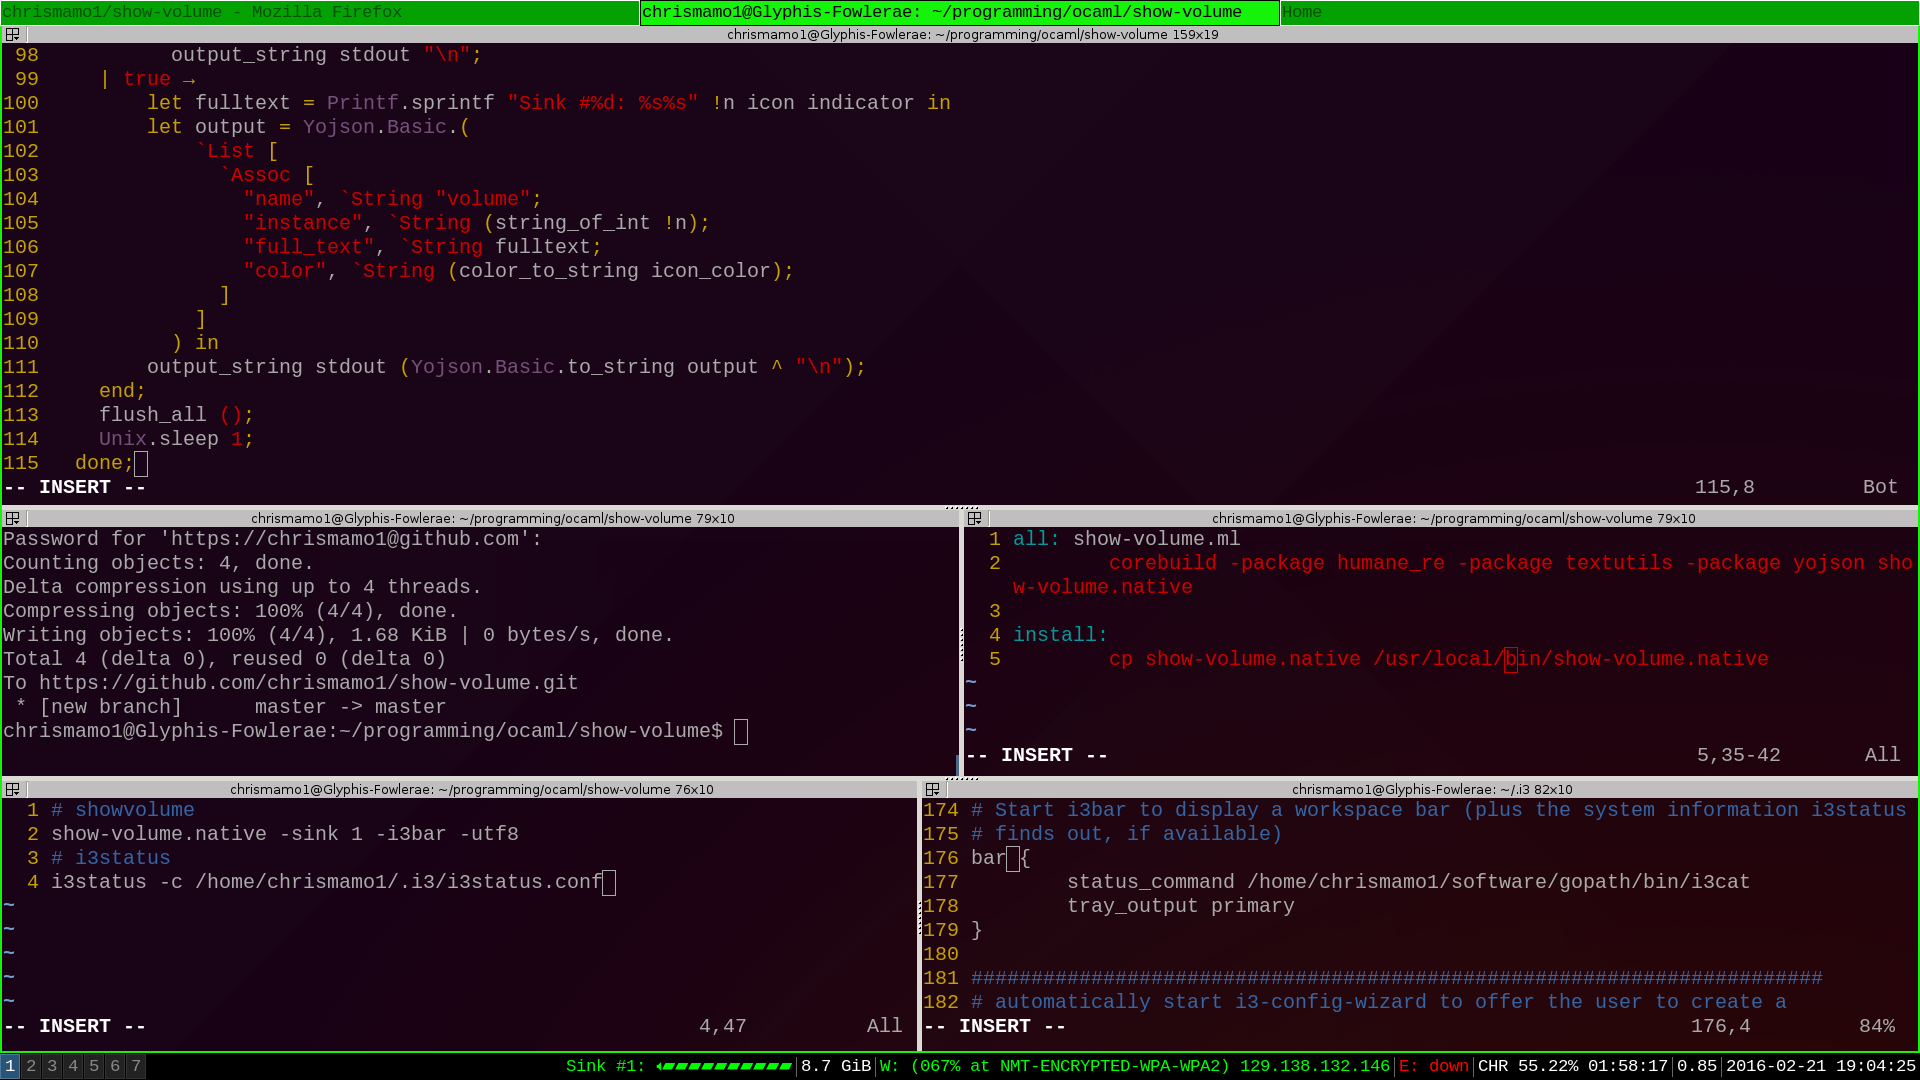 chrismamo1/show-volume - Mozilla Firefox
chrismamo1@Glyphis-Fowlerae: ~/programming/ocaml/show-volume
Home
chrismamo1@Glyphis-Fowlerae: ~/programming/ocaml/show-volume 159x19
98           output_string stdout "\n";
99     | true →
100         let fulltext = Printf.sprintf "Sink #%d: %s%s" !n icon indicator in
101         let output = Yojson.Basic.(
102             `List [
103               `Assoc [
104                 "name", `String "volume";
105                 "instance", `String (string_of_int !n);
106                 "full_text", `String fulltext;
107                 "color", `String (color_to_string icon_color);
108               ]
109             ]
110           ) in
111         output_string stdout (Yojson.Basic.to_string output ^ "\n");
112     end;
113     flush_all ();
114     Unix.sleep 1;
115   done;
-- INSERT -- 115,8 Bot
chrismamo1@Glyphis-Fowlerae: ~/programming/ocaml/show-volume 79x10
Password for 'https://chrismamo1@github.com':
Counting objects: 4, done.
Delta compression using up to 4 threads.
Compressing objects: 100% (4/4), done.
Writing objects: 100% (4/4), 1.68 KiB | 0 bytes/s, done.
Total 4 (delta 0), reused 0 (delta 0)
To https://github.com/chrismamo1/show-volume.git
 * [new branch]      master -> master
chrismamo1@Glyphis-Fowlerae:~/programming/ocaml/show-volume$
chrismamo1@Glyphis-Fowlerae: ~/programming/ocaml/show-volume 79x10
1 all: show-volume.ml
2         corebuild -package humane_re -package textutils -package yojson sho
w-volume.native
3
4 install:
5         cp show-volume.native /usr/local/bin/show-volume.native
~
~
~
-- INSERT -- 5,35-42 All
chrismamo1@Glyphis-Fowlerae: ~/programming/ocaml/show-volume 76x10
1 # showvolume
2 show-volume.native -sink 1 -i3bar -utf8
3 # i3status
4 i3status -c /home/chrismamo1/.i3/i3status.conf
~
~
~
~
~
-- INSERT -- 4,47 All
chrismamo1@Glyphis-Fowlerae: ~/.i3 82x10
174 # Start i3bar to display a workspace bar (plus the system information i3status
175 # finds out, if available)
176 bar {
177         status_command /home/chrismamo1/software/gopath/bin/i3cat
178         tray_output primary
179 }
180
181 #######################################################################
182 # automatically start i3-config-wizard to offer the user to create a
-- INSERT -- 176,4 84%
1 2 3 4 5 6 7
Sink #1: 8.7 GiB W: (067% at NMT-ENCRYPTED-WPA-WPA2) 129.138.132.146 E: down CHR 55.22% 01:58:17 0.85 2016-02-21 19:04:25